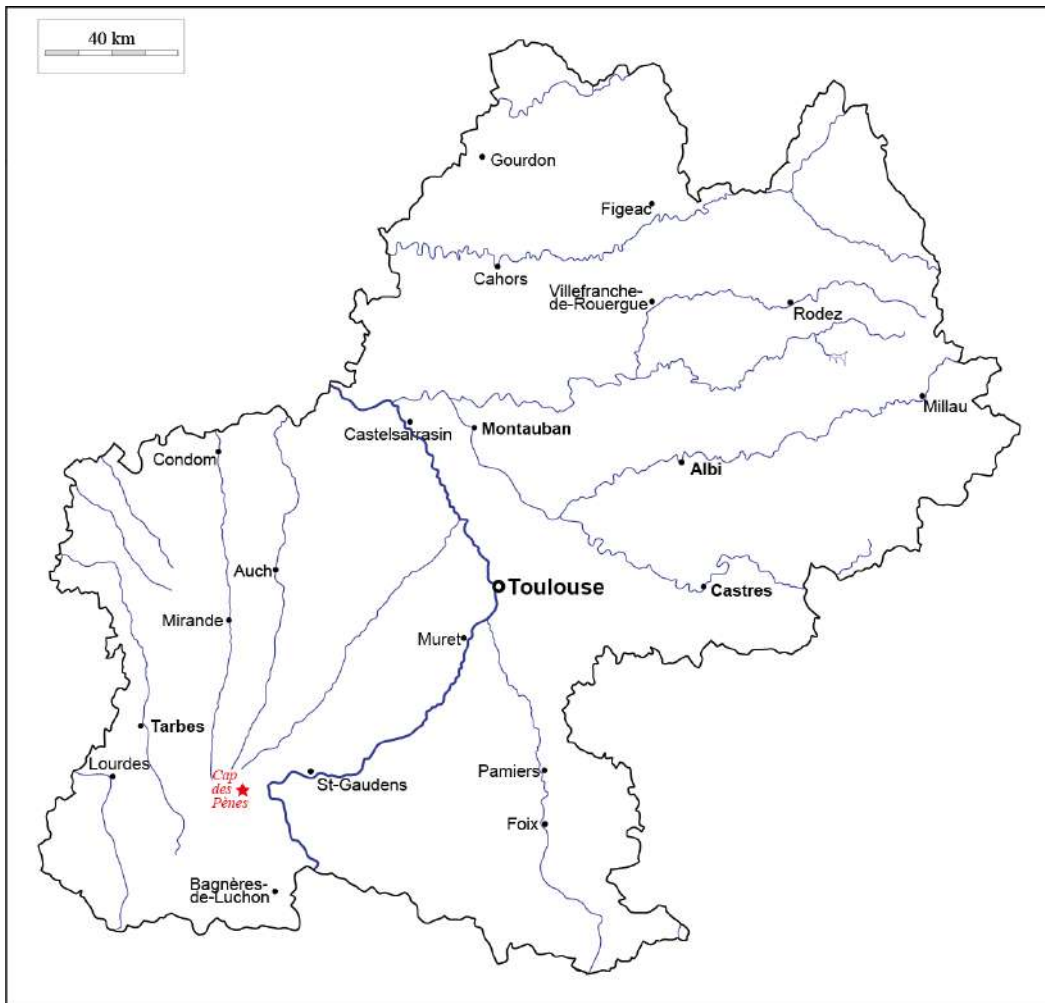 40 km
Gourdon
Figeac
Cahors
Villefranche-
de-Rouergue
Rodez
Millau
Castelsarrasin
Montauban
Condom
Albi
Auch
Toulouse
Castres
Mirande
Muret
Tarbes
Lourdes
Cap
des
Pènes
St-Gaudens
Pamiers
Foix
Bagnères-
de-Luchon